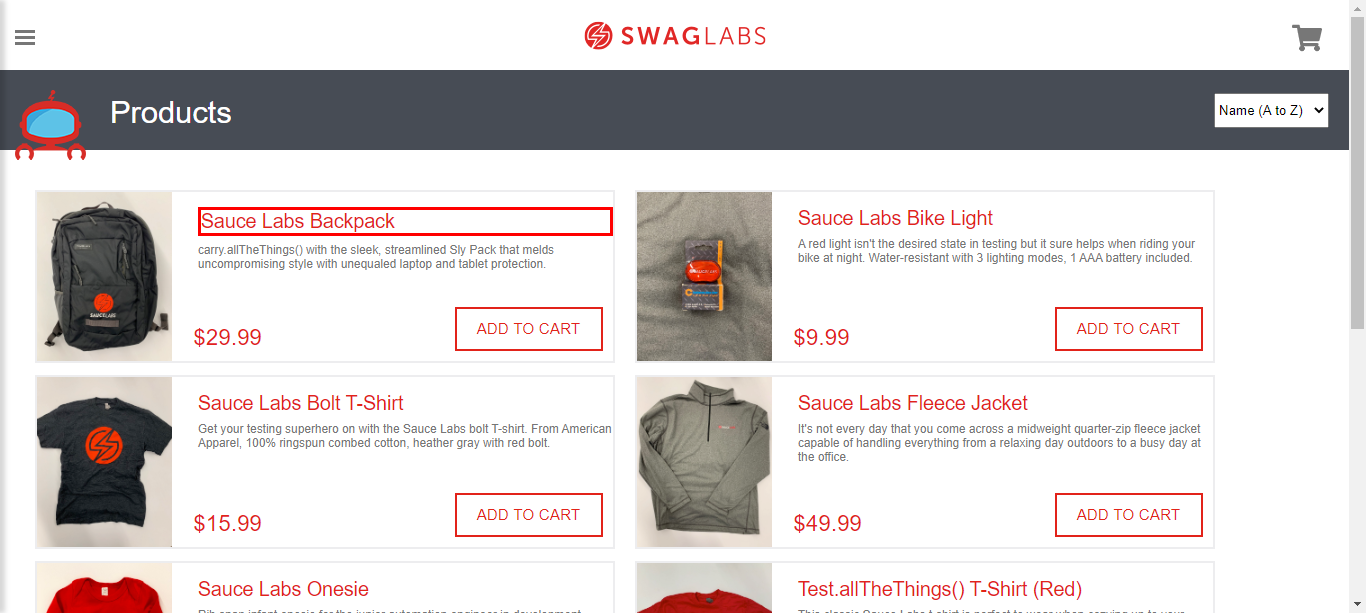 SWAGLABS
Products
Name (A to Z)
Sauce Labs Backpack
carry.allTheThings() with the sleek, streamlined Sly Pack that melds
uncompromising style with unequaled laptop and tablet protection.
$29.99
ADD TO CART
SAUCELABS
Sauce Labs Bike Light
A red light isn't the desired state in testing but it sure helps when riding your
bike at night. Water-resistant with 3 lighting modes, 1 AAA battery included.
$9.99
ADD TO CART
Sauce Labs Bolt T-Shirt
Get your testing superhero on with the Sauce Labs bolt T-shirt. From American
Apparel, 100% ringspun combed cotton, heather gray with red bolt.
$15.99
ADD TO CART
Sauce Labs Fleece Jacket
It's not every day that you come across a midweight quarter-zip fleece jacket
capable of handling everything from a relaxing day outdoors to a busy day at
the office.
$49.99
ADD TO CART
Sauce Labs Onesie
Test.allTheThings() T-Shirt (Red)